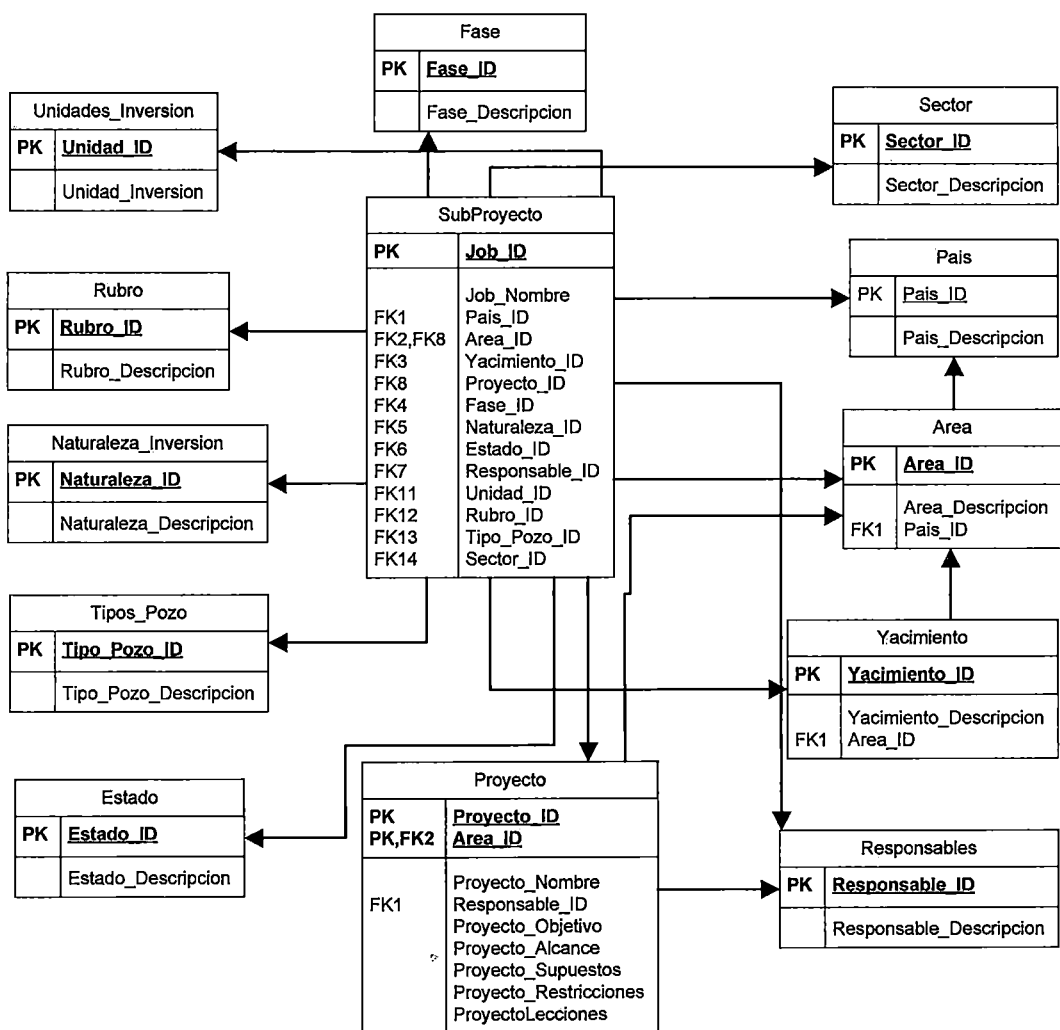 Fase
PK Fase_ID
Fase_Descripcion
Unidades_Inversion
PK Unidad_ID
Unidad_Inversion
Sector
PK Sector_ID
Sector_Descripcion
SubProyecto
PK Job_ID
Job_Nombre
FK1 Pais_ID
FK2,FK8 Area_ID
FK3 Yacimiento_ID
FK8 Proyecto_ID
FK4 Fase_ID
FK5 Naturaleza_ID
FK6 Estado_ID
FK7 Responsable_ID
FK11 Unidad_ID
FK12 Rubro_ID
FK13 Tipo_Pozo_ID
FK14 Sector_ID
Pais
PK Pais_ID
Pais_Descripcion
Rubro
PK Rubro_ID
Rubro_Descripcion
Area
PK Area_ID
Area_Descripcion
FK1 Pais_ID
Naturaleza_Inversion
PK Naturaleza_ID
Naturaleza_Descripcion
Tipos_Pozo
PK Tipo_Pozo_ID
Tipo_Pozo_Descripcion
Yacimiento
PK Yacimiento_ID
Yacimiento_Descripcion
FK1 Area_ID
Estado
PK Estado_ID
Estado_Descripcion
Proyecto
PK Proyecto_ID
PK,FK2 Area_ID
Proyecto_Nombre
FK1 Responsable_ID
Proyecto_Objetivo
Proyecto_Alcance
Proyecto_Supuestos
Proyecto_Restricciones
ProyectoLecciones
Responsables
PK Responsable_ID
Responsable_Descripcion